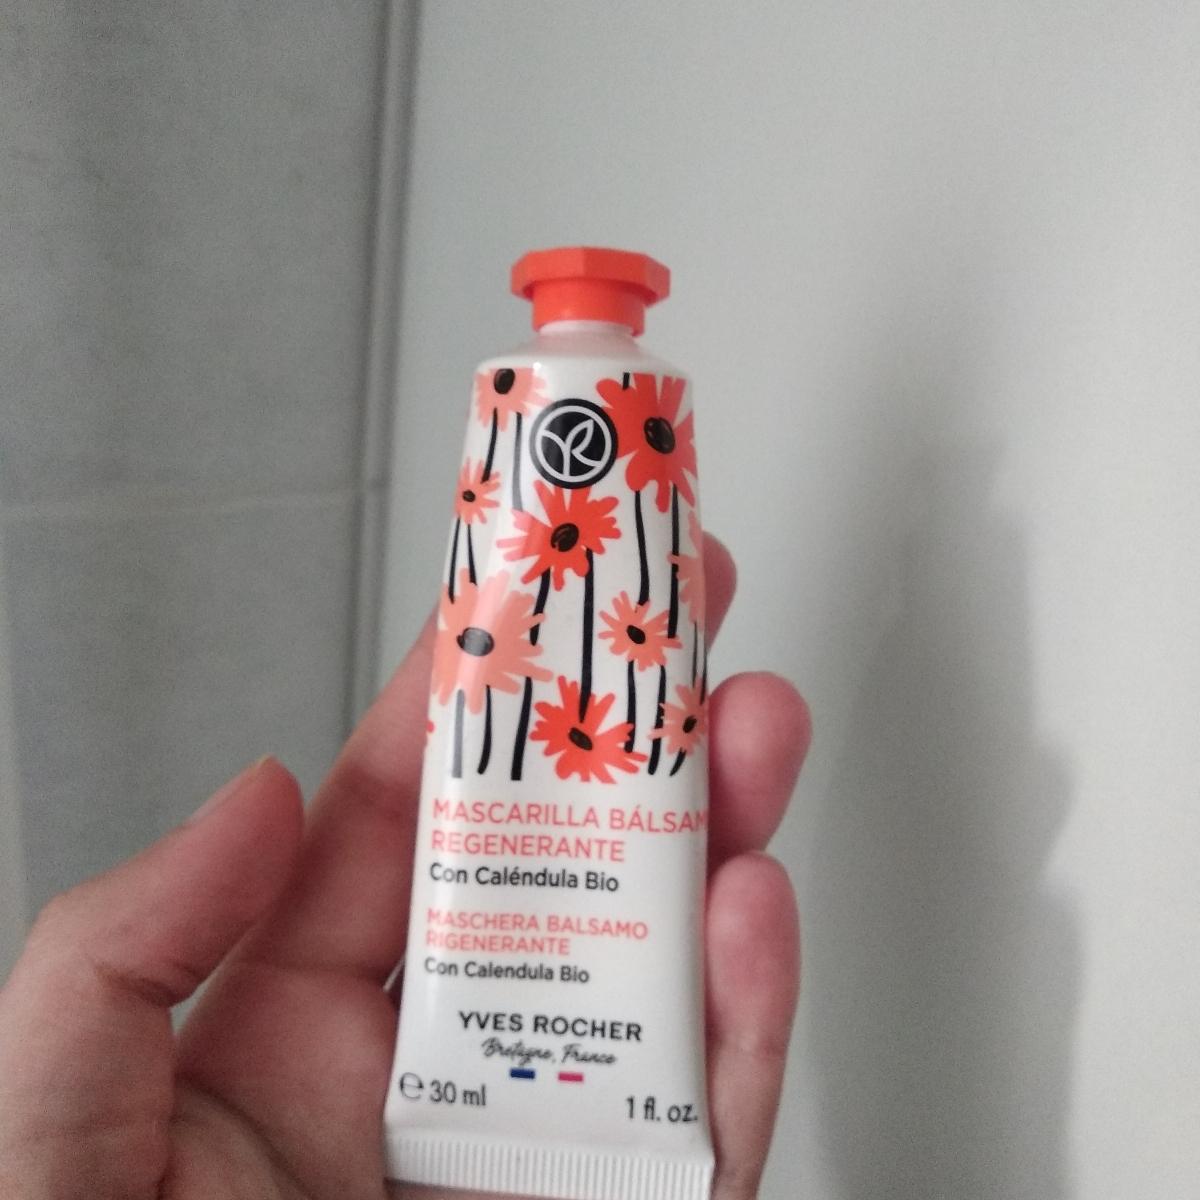 MASCARILLA BÁLSAM
REGENERANTE
Con Caléndula Bio
MASCHERA BALSAMO
RIGENERANTE
Con Calendula Bio
YVES ROCHER
Bretagne, France
℮ 30 ml
1 fl. oz.